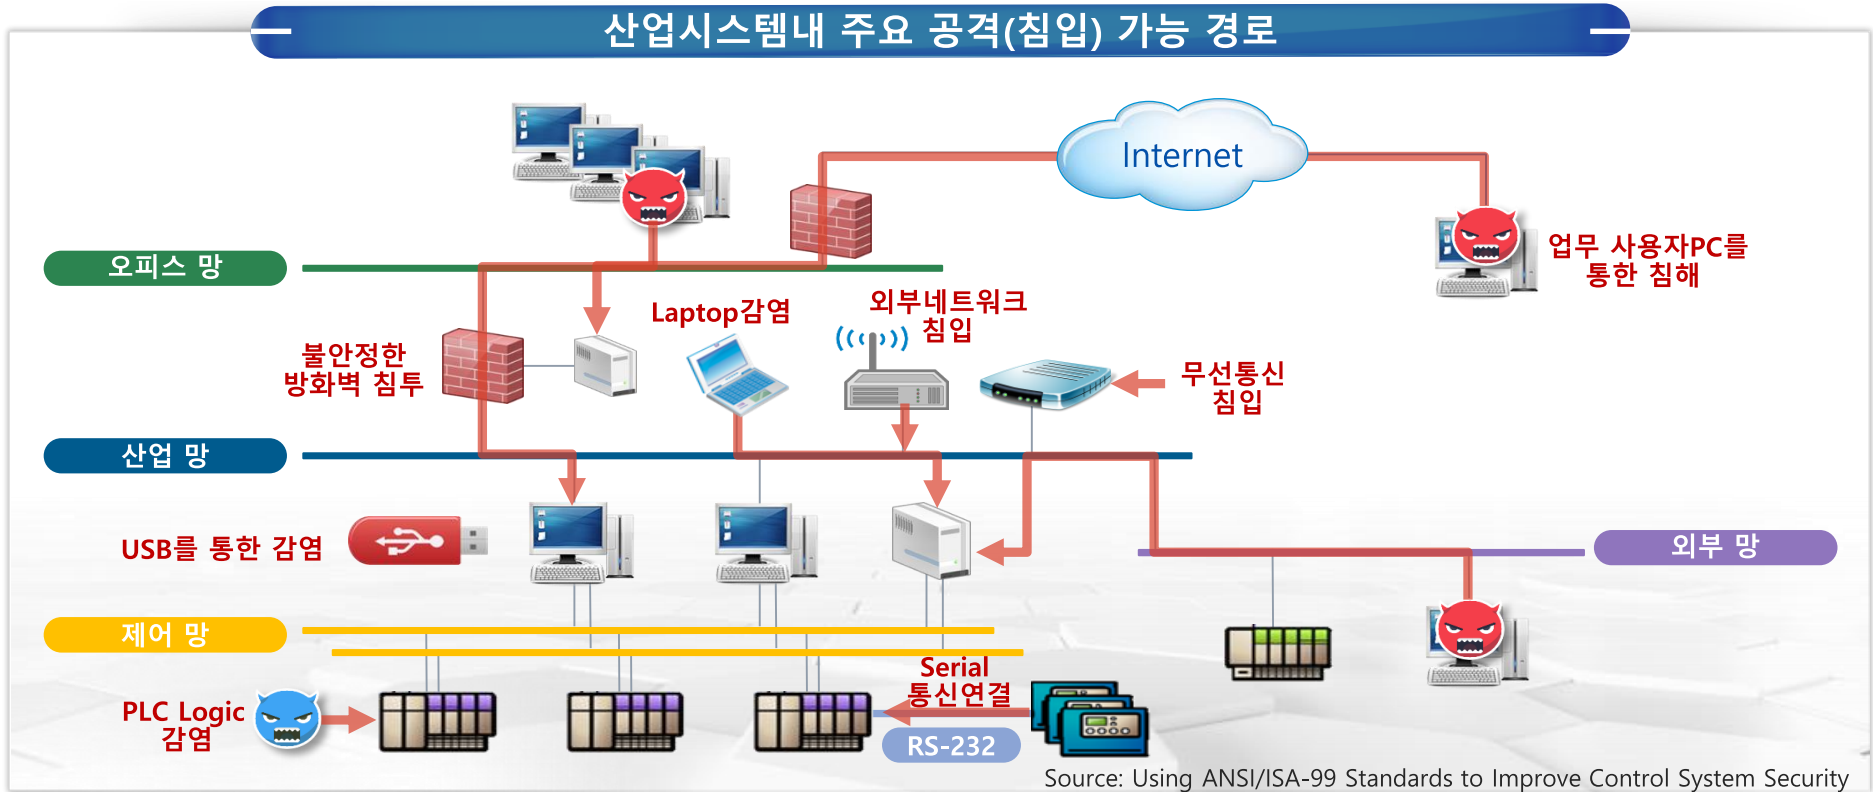 산업시스템내 주요 공격(침입) 가능 경로
Internet
업무 사용자PC를
통한 침해
오피스 망
Laptop감염
외부네트워크
침입
불안정한
방화벽 침투
무선통신
침입
산업 망
USB를 통한 감염
외부 망
제어 망
Serial
통신연결
PLC Logic
감염
RS-232
Source: Using ANSI/ISA-99 Standards to Improve Control System Security